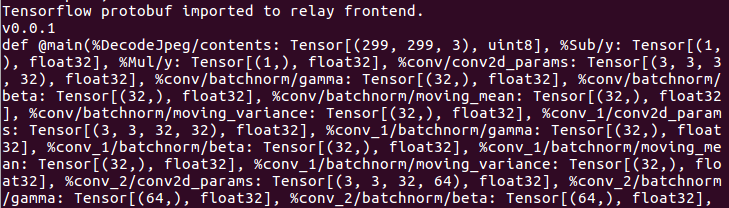 Tensorflow protobuf imported to relay frontend.
v0.0.1
def @main(%DecodeJpeg/contents: Tensor[(299, 299, 3), uint8], %Sub/y: Tensor[(1,
), float32], %Mul/y: Tensor[(1,), float32], %conv/conv2d_params: Tensor[(3, 3, 3
, 32), float32], %conv/batchnorm/gamma: Tensor[(32,), float32], %conv/batchnorm/
beta: Tensor[(32,), float32], %conv/batchnorm/moving_mean: Tensor[(32,), float32
], %conv/batchnorm/moving_variance: Tensor[(32,), float32], %conv_1/conv2d_param
s: Tensor[(3, 3, 32, 32), float32], %conv_1/batchnorm/gamma: Tensor[(32,), float
32], %conv_1/batchnorm/beta: Tensor[(32,), float32], %conv_1/batchnorm/moving_me
an: Tensor[(32,), float32], %conv_1/batchnorm/moving_variance: Tensor[(32,), flo
at32], %conv_2/conv2d_params: Tensor[(3, 3, 32, 64), float32], %conv_2/batchnorm
/gamma: Tensor[(64,), float32], %conv_2/batchnorm/beta: Tensor[(64,), float32],